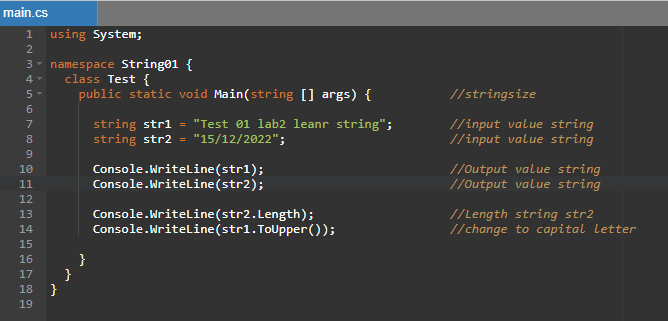 main.cs
1 using System;
2
3 namespace String01 {
4 class Test {
5 public static void Main(string [] args) { //stringsize
6
7 string str1 = "Test 01 lab2 leanr string"; //input value string
8 string str2 = "15/12/2022"; //input value string
9
10 Console.WriteLine(str1); //Output value string
11 Console.WriteLine(str2); //Output value string
12
13 Console.WriteLine(str2.Length); //Length string str2
14 Console.WriteLine(str1.ToUpper()); //change to capital letter
15
16 }
17 }
18 }
19